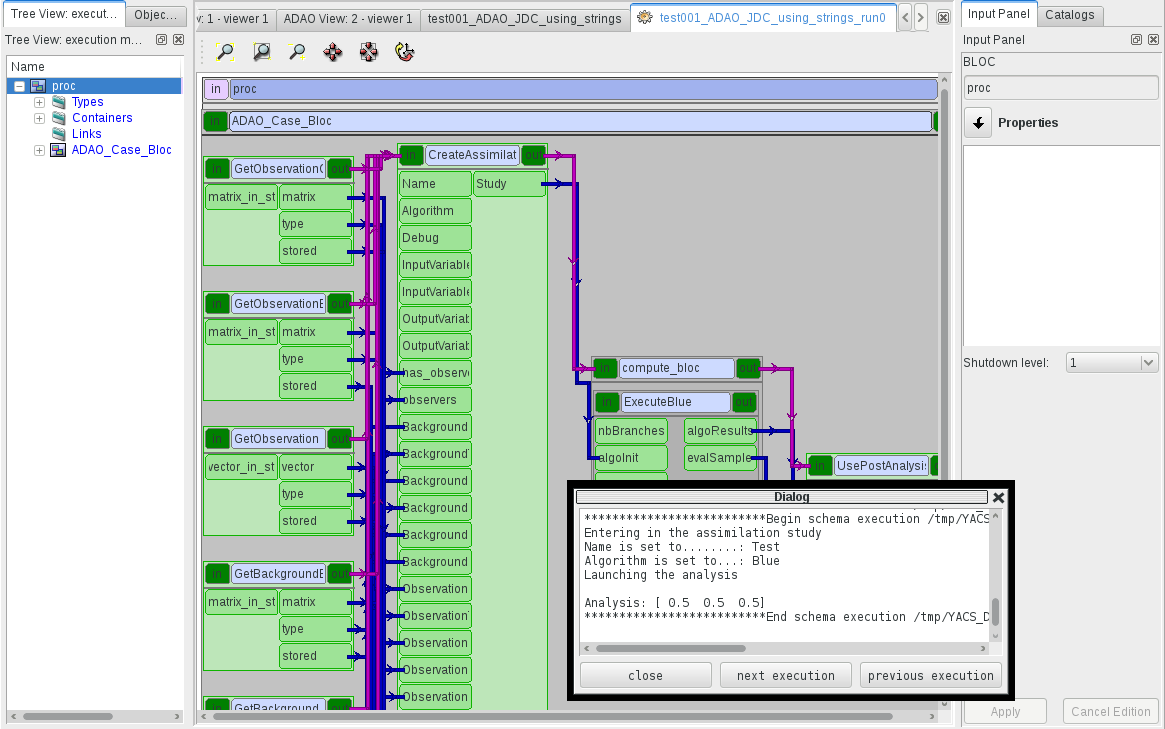 Tree View: execut...
Objec...
Tree View: execution m...
Name
proc
Types
Containers
Links
ADAO_Case_Bloc
v: 1 - viewer 1
ADAO View: 2 - viewer 1
test001_ADAO_JDC_using_strings
test001_ADAO_JDC_using_strings_run0
in
proc
in
ADAO_Case_Bloc
in
GetObservationO
out
matrix_in_st
matrix
type
stored
in
GetObservationE
out
matrix_in_st
matrix
type
stored
in
GetObservation
out
vector_in_st
vector
type
stored
in
GetBackgroundE
out
matrix_in_st
matrix
type
stored
in
GetBackground
out
in
CreateAssimilat
out
Name
Study
Algorithm
Debug
InputVariable
InputVariable
OutputVariab
OutputVariab
has_observe
observers
Background
Background
Background
Background
Background
Background
Observation
Observation
Observation
Observation
Observation
in
compute_bloc
out
in
ExecuteBlue
out
nbBranches
algoResults
algoInit
evalSample
in
UsePostAnalysis
Dialog
**************************Begin schema execution /tmp/YACS
Entering in the assimilation study
Name is set to........: Test
Algorithm is set to...: Blue
Launching the analysis
Analysis: [ 0.5  0.5  0.5]
**************************End schema execution /tmp/YACS_D
close
next execution
previous execution
Input Panel
Catalogs
Input Panel
BLOC
proc
Properties
Shutdown level:
1
Apply
Cancel Edition